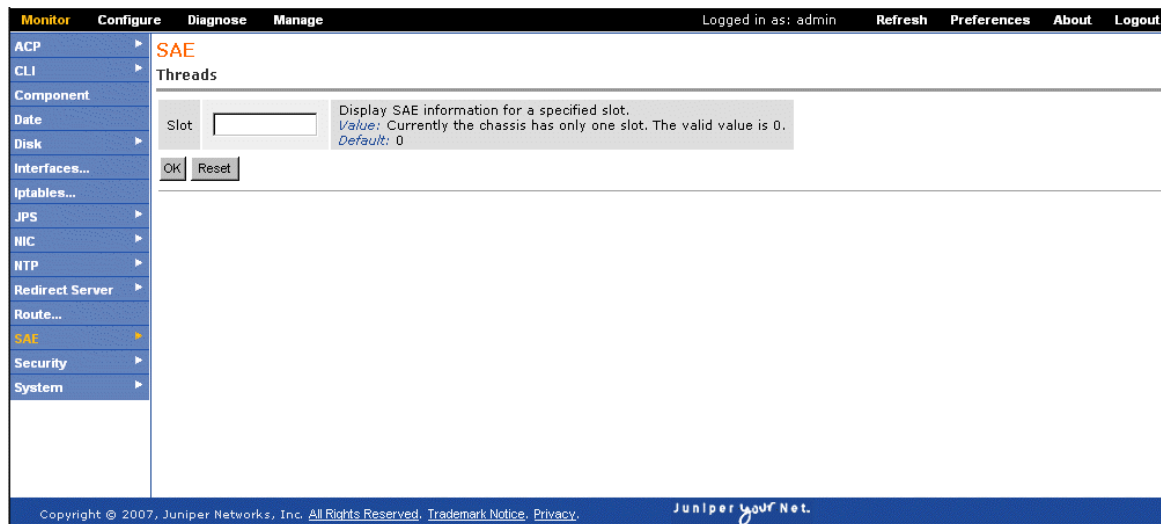 Monitor Configure Diagnose Manage Logged in as: admin Refresh Preferences About Logout
ACP
CLI
Component
Date
Disk
Interfaces...
Iptables...
JPS
NIC
NTP
Redirect Server
Route...
SAE
Security
System
SAE
Threads
Slot
Display SAE information for a specified slot.
Value: Currently the chassis has only one slot. The valid value is 0.
Default: 0
OK Reset
Copyright © 2007, Juniper Networks, Inc. All Rights Reserved. Trademark Notice. Privacy.
Juniper your Net.